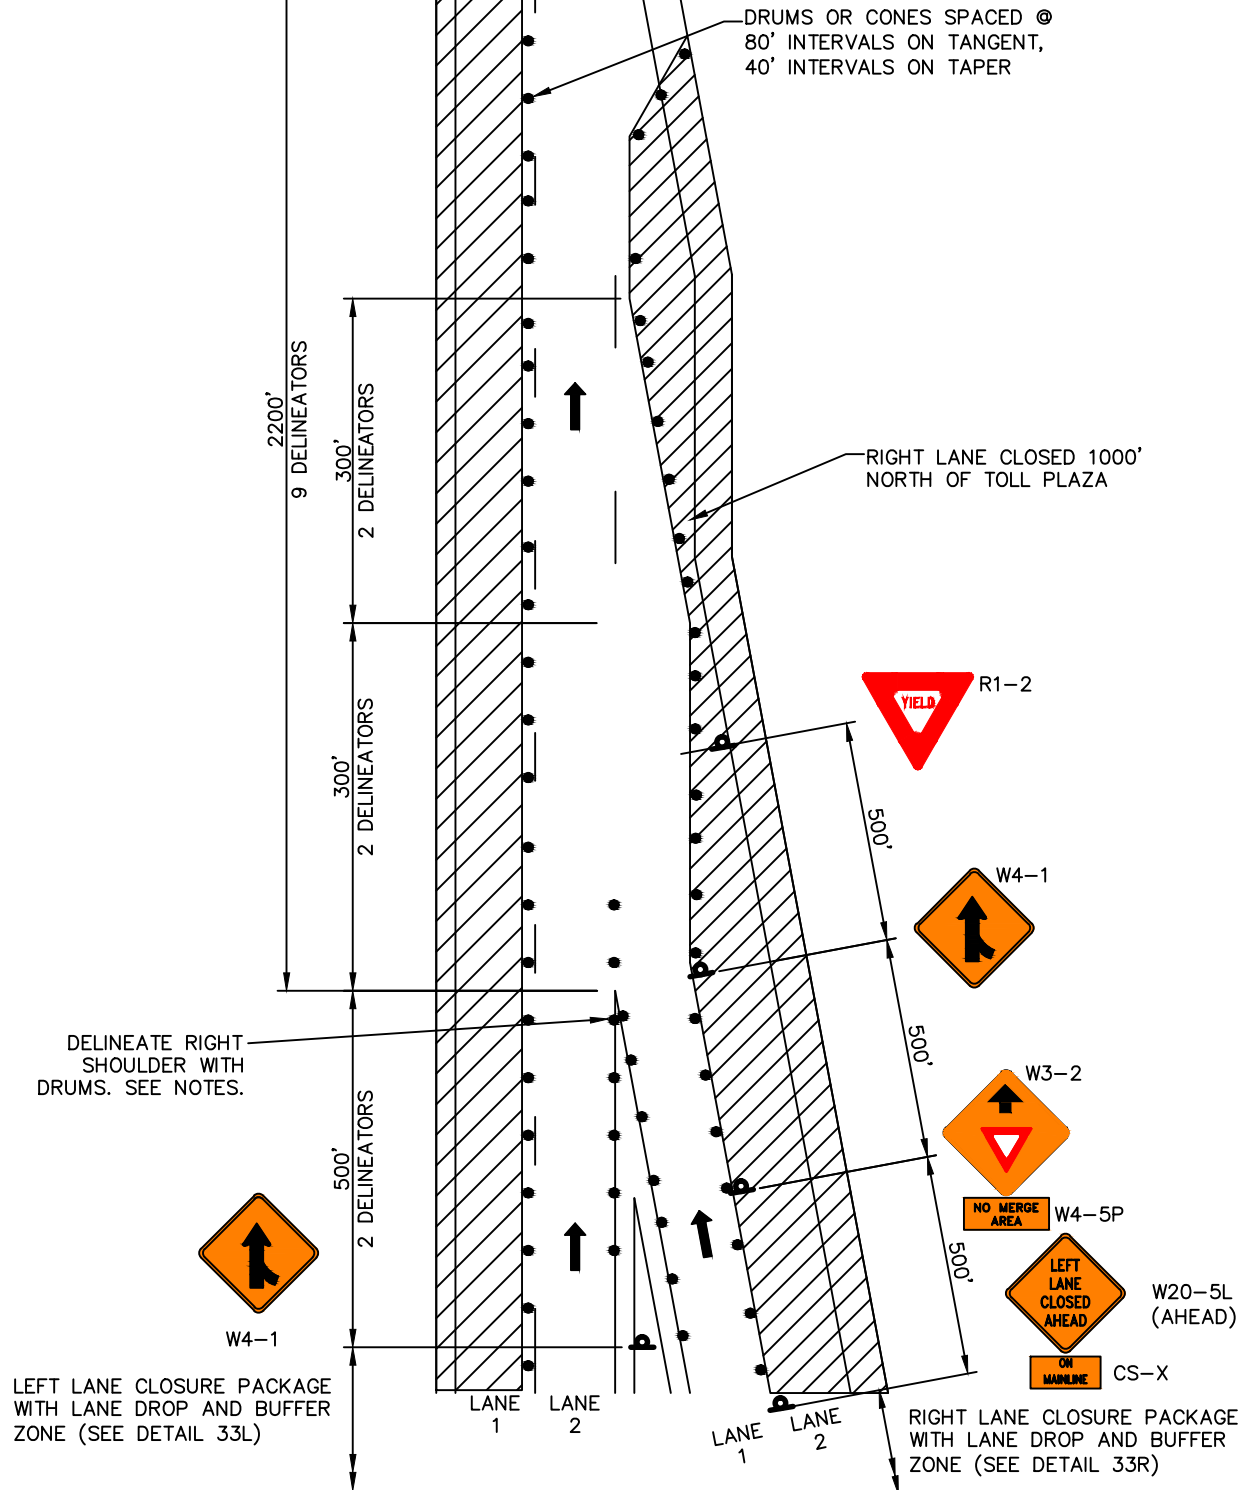 DRUMS OR CONES SPACED @
80' INTERVALS ON TANGENT,
40' INTERVALS ON TAPER
2200'
9 DELINEATORS
300'
2 DELINEATORS
RIGHT LANE CLOSED 1000'
NORTH OF TOLL PLAZA
YIELD
R1-2
300'
2 DELINEATORS
500'
W4-1
DELINEATE RIGHT
SHOULDER WITH
DRUMS. SEE NOTES.
500'
W3-2
NO MERGE
AREA
W4-5P
500'
2 DELINEATORS
500'
LEFT
LANE
CLOSED
AHEAD
W20-5L
(AHEAD)
ON
MAINLINE
CS-X
W4-1
LEFT LANE CLOSURE PACKAGE
WITH LANE DROP AND BUFFER
ZONE (SEE DETAIL 33L)
LANE
1
LANE
2
LANE
1
LANE
2
RIGHT LANE CLOSURE PACKAGE
WITH LANE DROP AND BUFFER
ZONE (SEE DETAIL 33R)